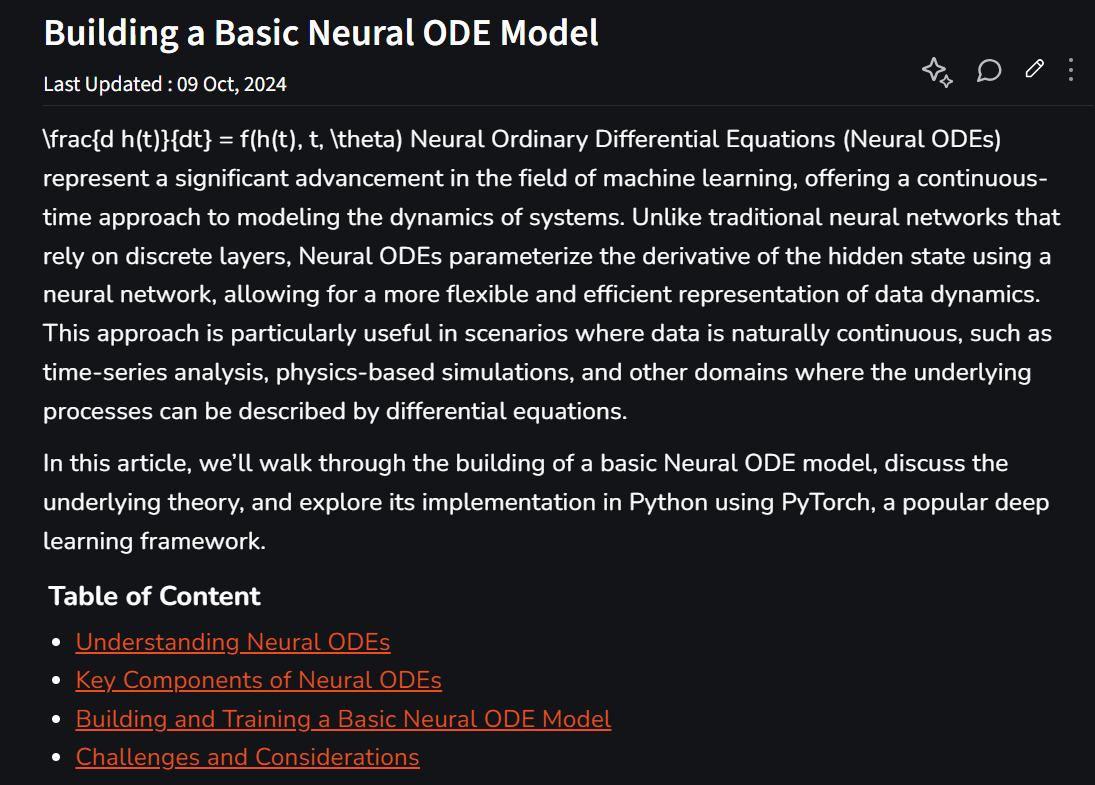 Building a Basic Neural ODE Model
Last Updated : 09 Oct, 2024
\frac{d h(t)}{dt} = f(h(t), t, \theta) Neural Ordinary Differential Equations (Neural ODEs)
represent a significant advancement in the field of machine learning, offering a continuous-
time approach to modeling the dynamics of systems. Unlike traditional neural networks that
rely on discrete layers, Neural ODEs parameterize the derivative of the hidden state using a
neural network, allowing for a more flexible and efficient representation of data dynamics.
This approach is particularly useful in scenarios where data is naturally continuous, such as
time-series analysis, physics-based simulations, and other domains where the underlying
processes can be described by differential equations.
In this article, we’ll walk through the building of a basic Neural ODE model, discuss the
underlying theory, and explore its implementation in Python using PyTorch, a popular deep
learning framework.
Table of Content
• Understanding Neural ODEs
• Key Components of Neural ODEs
• Building and Training a Basic Neural ODE Model
• Challenges and Considerations